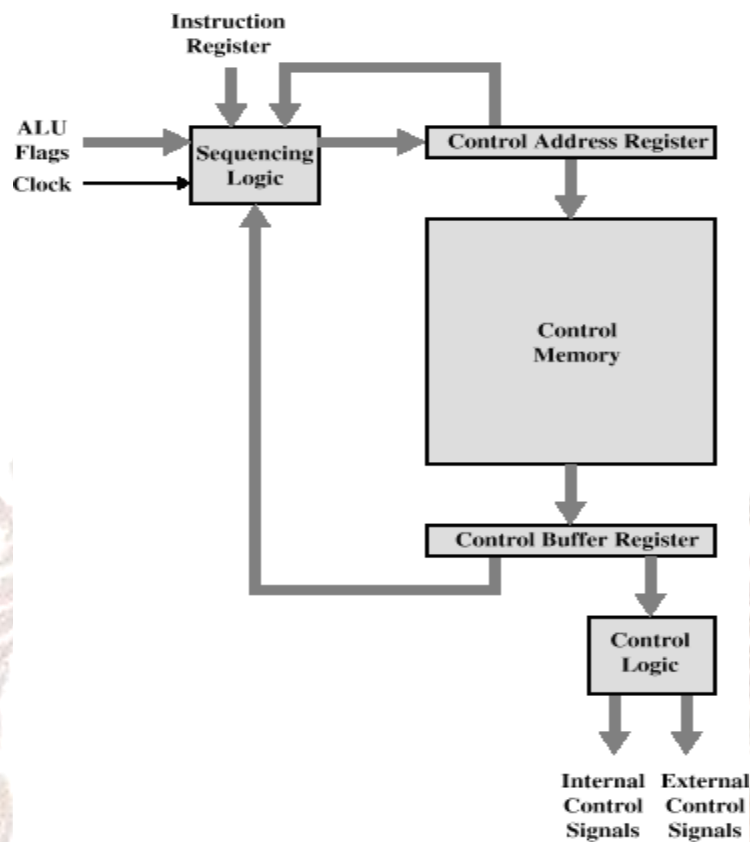 Instruction
Register
ALU
Flags
Clock
Sequencing
Logic
Control Address Register
Control
Memory
Control Buffer Register
Control
Logic
Internal
Control
Signals
External
Control
Signals